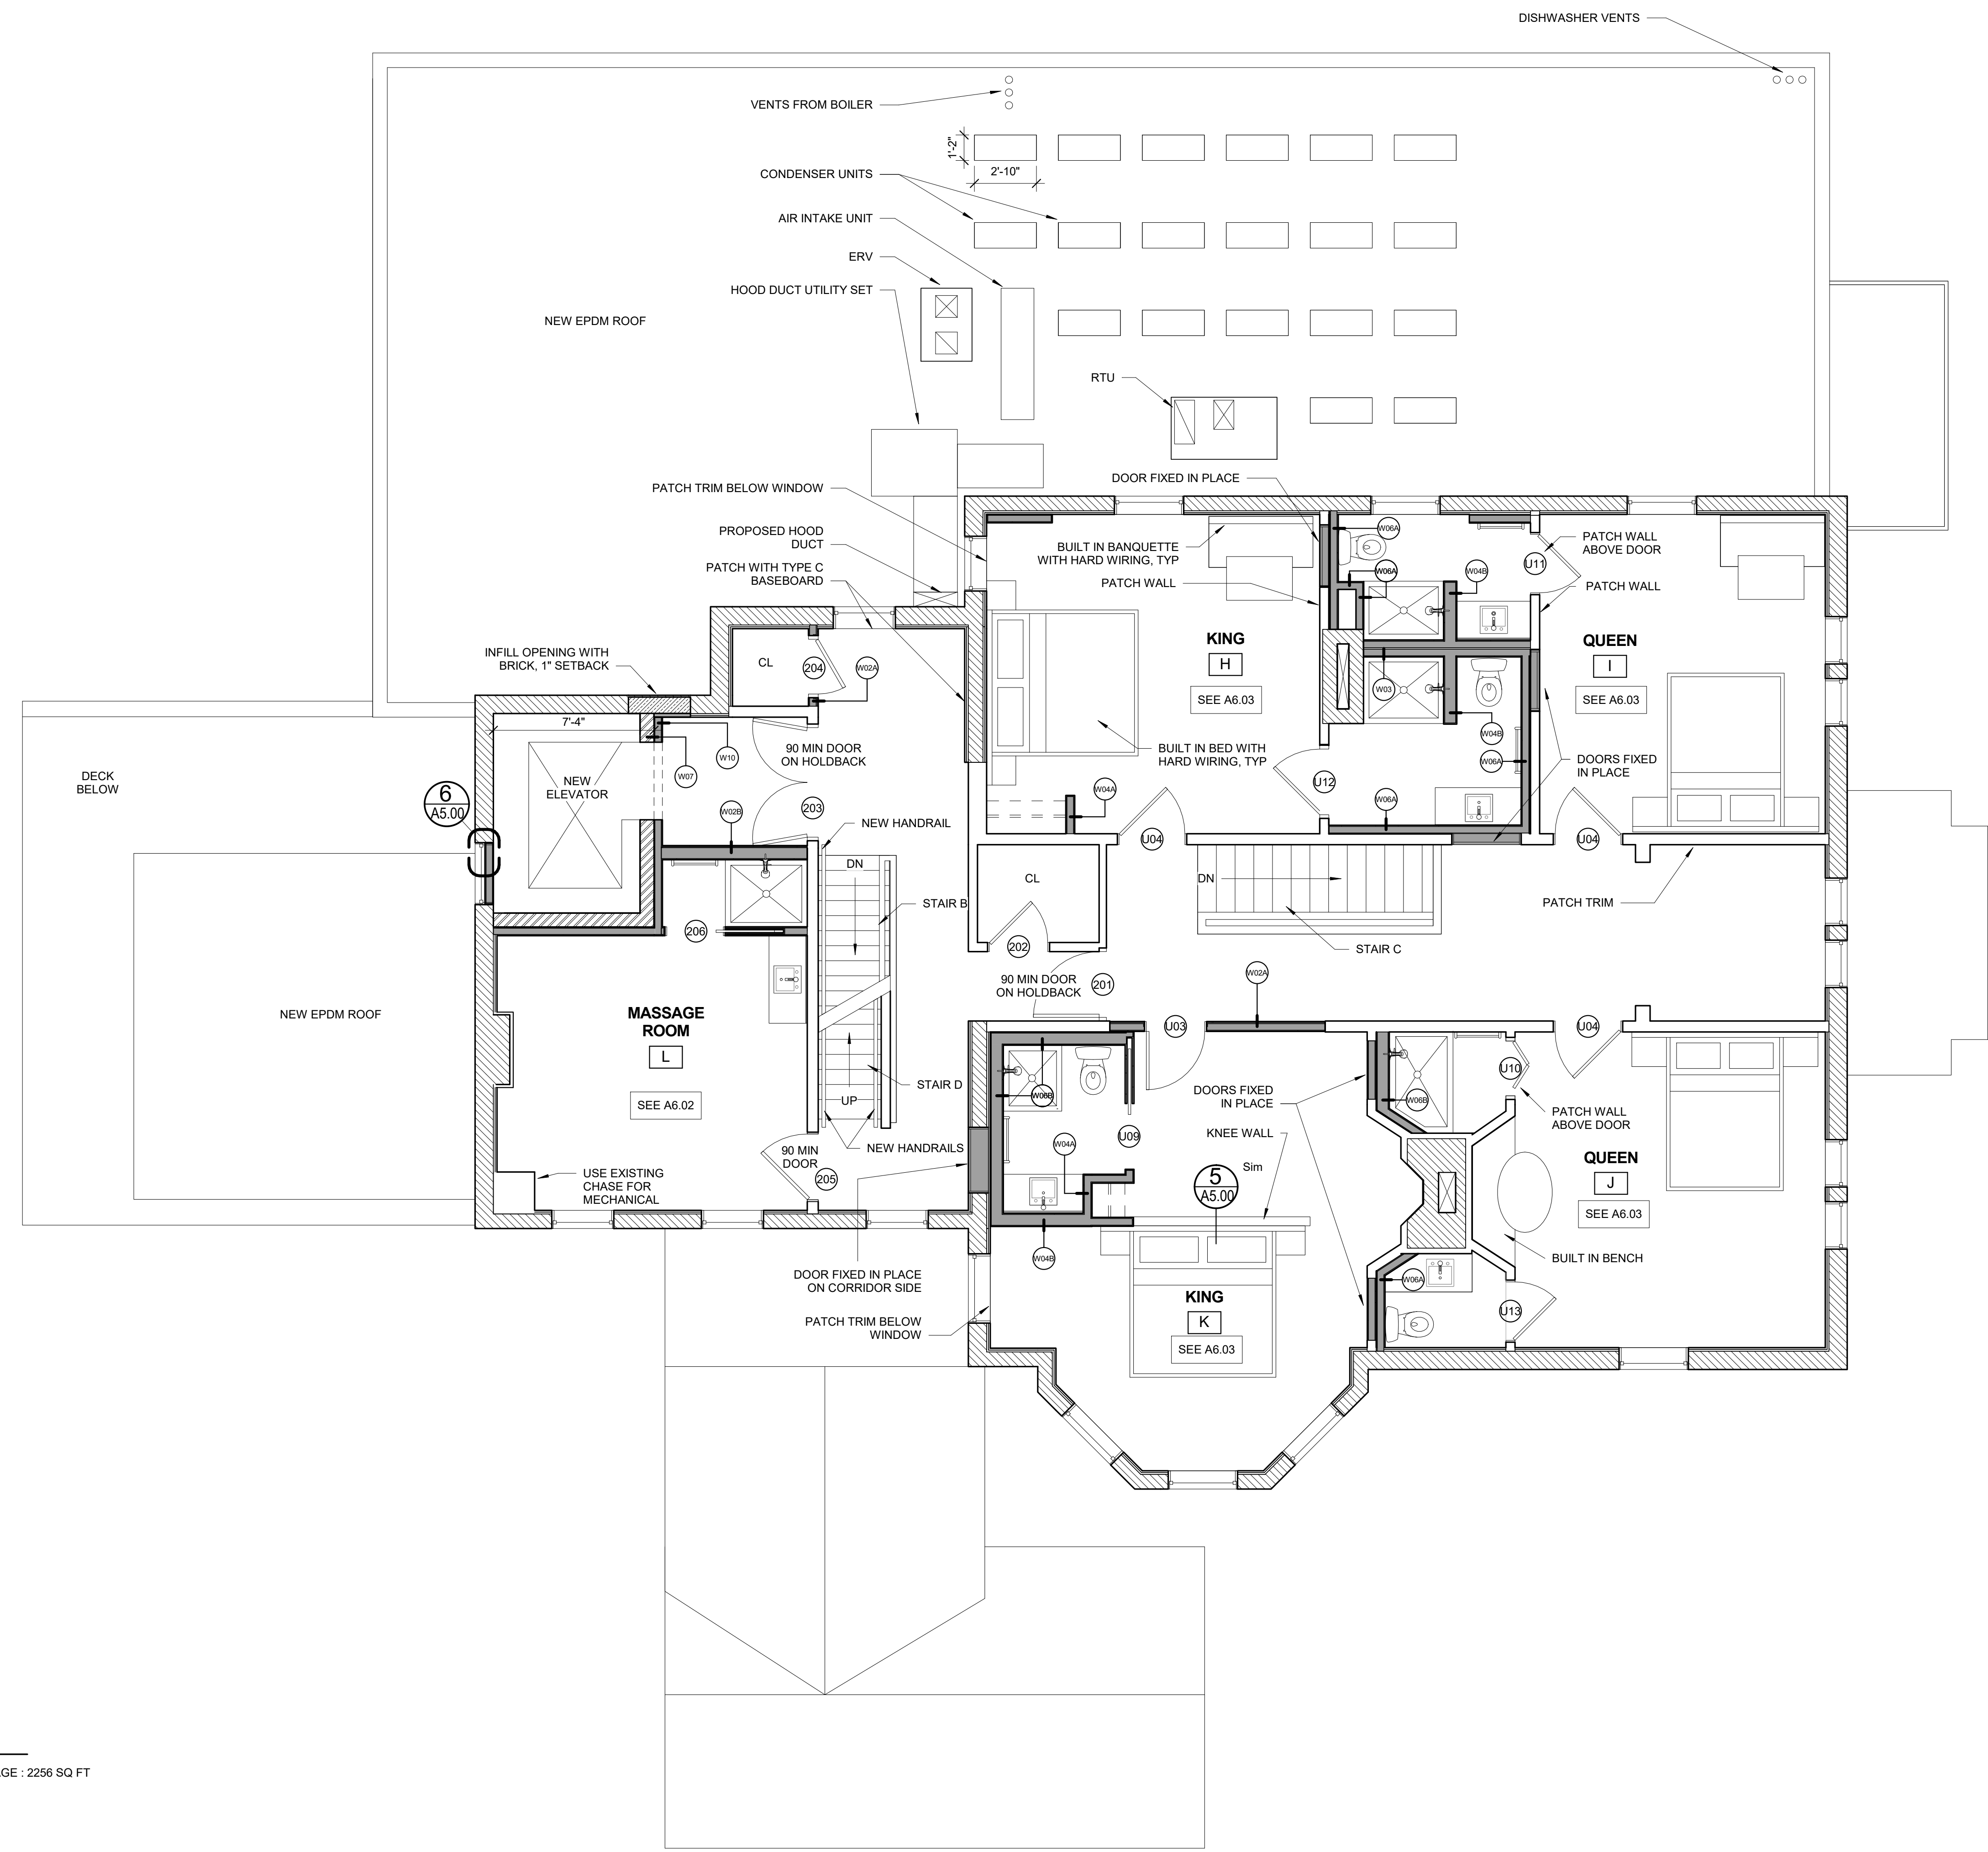 DISHWASHER VENTS
VENTS FROM BOILER
1'-2"
2'-10"
CONDENSER UNITS
AIR INTAKE UNIT
ERV
HOOD DUCT UTILITY SET
NEW EPDM ROOF
RTU
DOOR FIXED IN PLACE
PATCH TRIM BELOW WINDOW
PROPOSED HOOD
DUCT
PATCH WITH TYPE C
BASEBOARD
BUILT IN BANQUETTE
WITH HARD WIRING, TYP
PATCH WALL
W06A
W06A
W06A
W04B
U11
PATCH WALL
ABOVE DOOR
PATCH WALL
INFILL OPENING WITH
BRICK, 1" SETBACK
CL
204
W02A
KING
H
SEE A6.03
QUEEN
I
SEE A6.03
W03
W04B
W06A
W06A
7'-4"
W10
W07
90 MIN DOOR
ON HOLDBACK
203
BUILT IN BED WITH
HARD WIRING, TYP
U12
DOORS FIXED
IN PLACE
DECK
BELOW
NEW
ELEVATOR
6
A5.00
W02B
NEW HANDRAIL
W04A
U04
U04
DN
CL
DN
STAIR B
PATCH TRIM
206
202
STAIR C
90 MIN DOOR
ON HOLDBACK
201
W02A
NEW EPDM ROOF
MASSAGE
ROOM
L
SEE A6.02
U03
U04
STAIR D
UP
W06B
DOORS FIXED
IN PLACE
W06B
U10
PATCH WALL
ABOVE DOOR
KNEE WALL
U09
W04A
NEW HANDRAILS
90 MIN
DOOR
205
USE EXISTING
CHASE FOR
MECHANICAL
Sim
5
A5.00
QUEEN
J
SEE A6.03
BUILT IN BENCH
W04B
W06A
DOOR FIXED IN PLACE
ON CORRIDOR SIDE
KING
K
SEE A6.03
U13
PATCH TRIM BELOW
WINDOW
GE : 2256 SQ FT